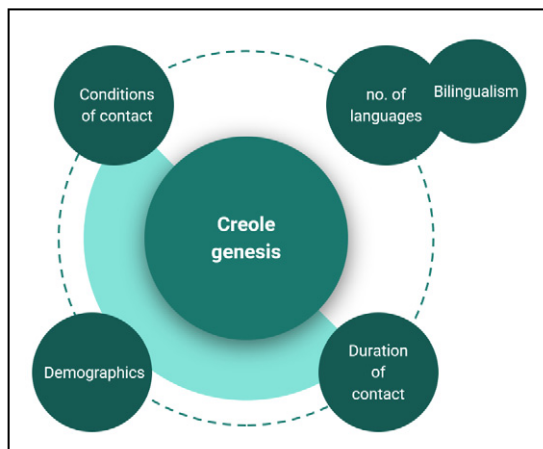 Conditions
of contact
no. of
languages
Bilingualism
Creole
genesis
Demographics
Duration
of
contact